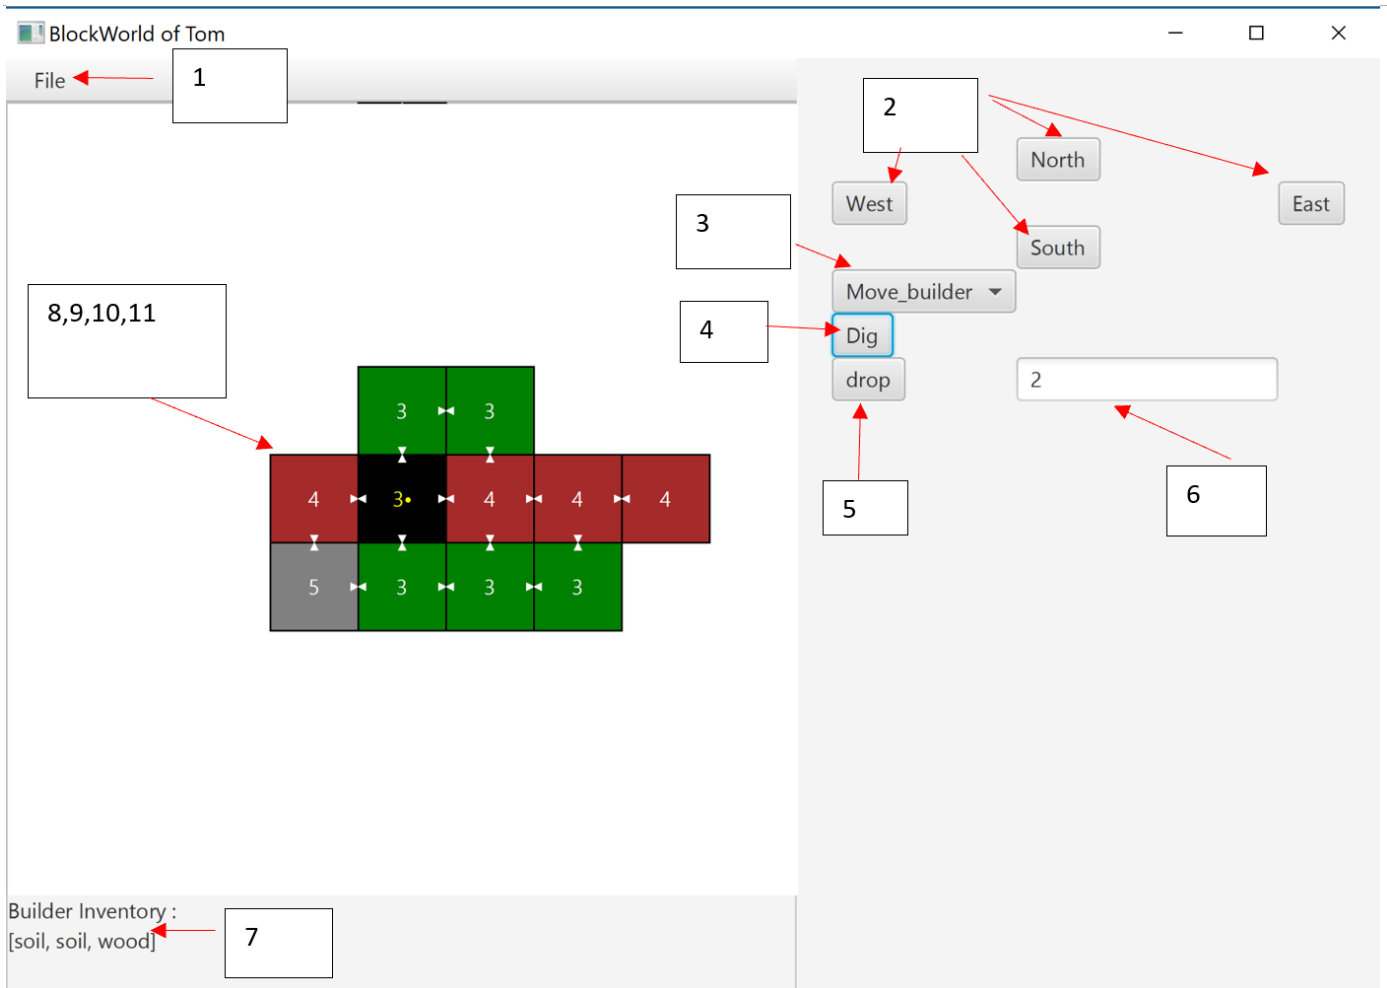 BlockWorld of Tom
File
1
2
North
West
East
3
South
Move_builder
8,9,10,11
4
Dig
drop
2
3 3
4 3 4 4 4
5
6
5 3 3 3
Builder Inventory :
[soil, soil, wood]
7